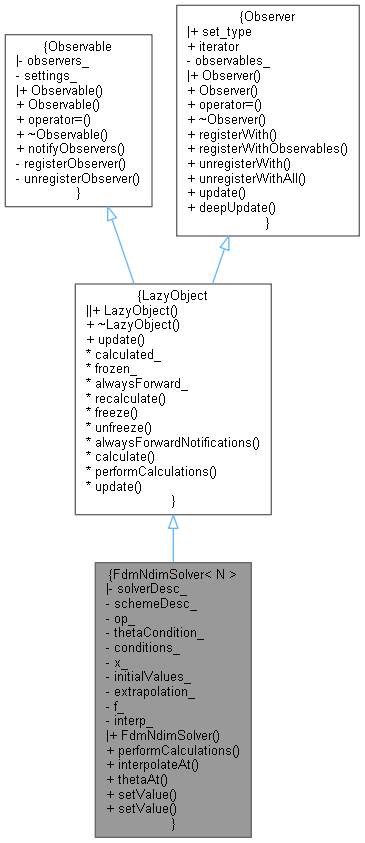 {Observable
|- observers_
- settings_
|+ Observable()
+ Observable()
+ operator=()
+ ~Observable()
+ notifyObservers()
- registerObserver()
- unregisterObserver()
}
{Observer
|+ set_type
+ iterator
- observables_
|+ Observer()
+ Observer()
+ operator=()
+ ~Observer()
+ registerWith()
+ registerWithObservables()
+ unregisterWith()
+ unregisterWithAll()
+ update()
+ deepUpdate()
}
{LazyObject
||+ LazyObject()
+ ~LazyObject()
+ update()
* calculated_
* frozen_
* alwaysForward_
* recalculate()
* freeze()
* unfreeze()
* alwaysForwardNotifications()
* calculate()
* performCalculations()
* update()
}
{FdmNdimSolver< N >
|- solverDesc_
- schemeDesc_
- op_
- thetaCondition_
- conditions_
- x_
- initialValues_
- extrapolation_
- f_
- interp_
|+ FdmNdimSolver()
+ performCalculations()
+ interpolateAt()
+ thetaAt()
+ setValue()
+ setValue()
}